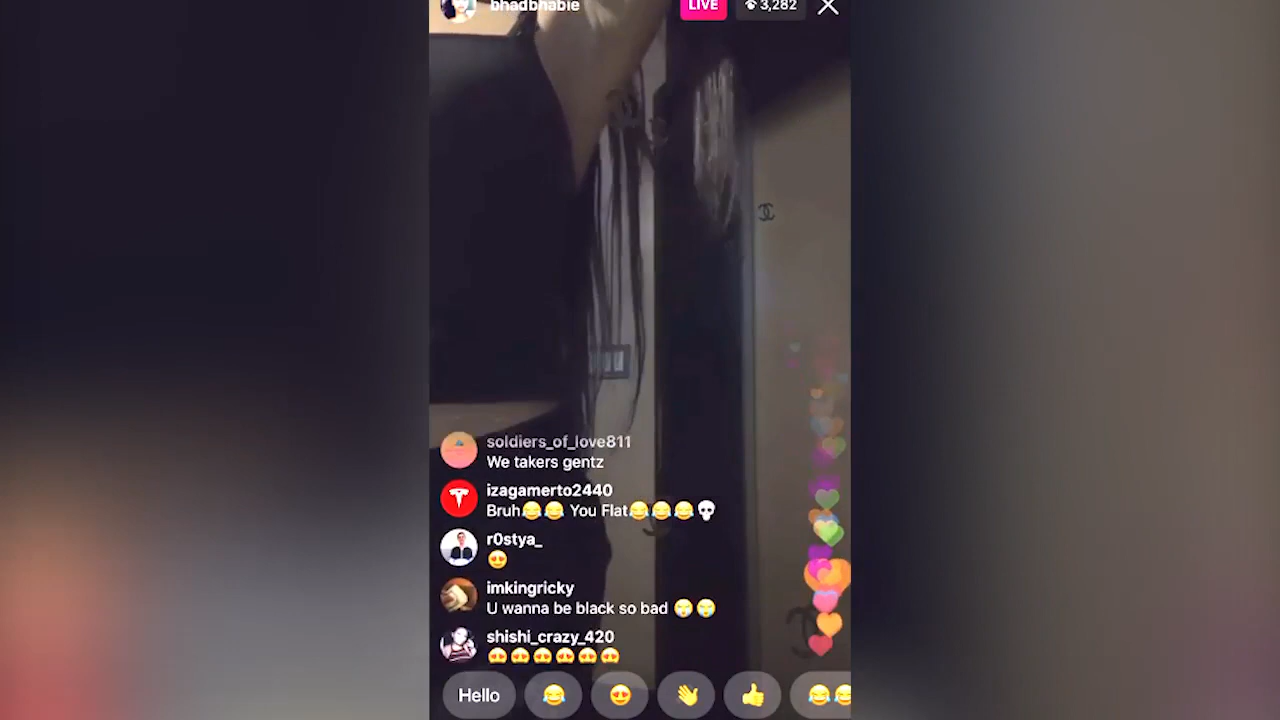 bhadbhabie
LIVE
3,282
soldiers_of_love811
We takers gentz
izagamerto2440
Bruh😂😂 You Flat😂😂😂💀
r0stya_
😍
imkingricky
U wanna be black so bad 😭😭
shishi_crazy_420
😍😍😍😍😍😍
Hello